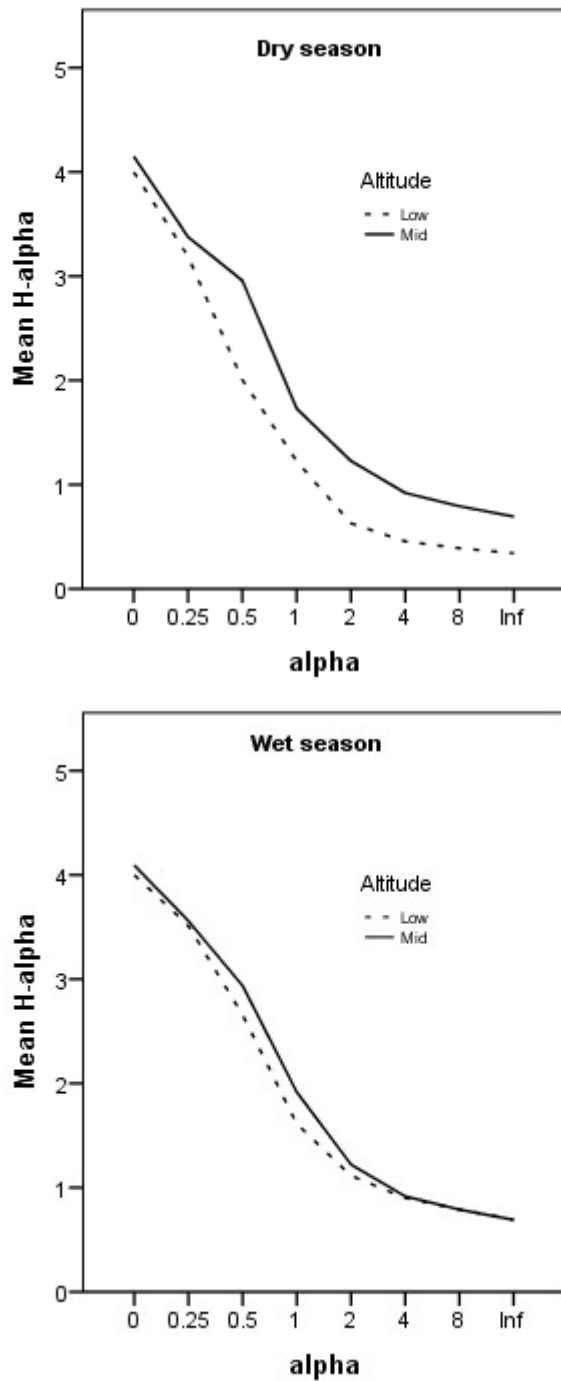 Dry season
5
4
3
2
1
0
Mean H-alpha
Altitude
Low
Mid
0 0.25 0.5 1 2 4 8 Inf
alpha
Wet season
5
4
3
2
1
0
Mean H-alpha
Altitude
Low
Mid
0 0.25 0.5 1 2 4 8 Inf
alpha